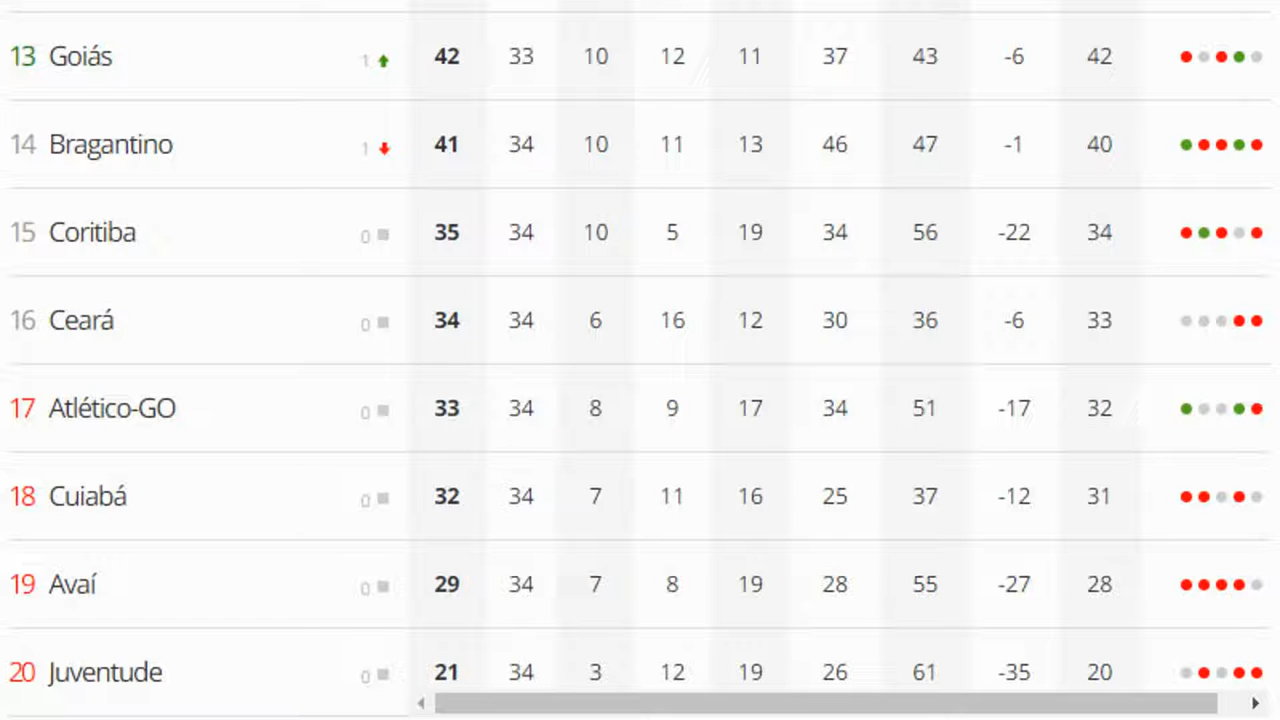 13 Goiás 1 42 33 10 12 11 37 43 -6 42
14 Bragantino 1 41 34 10 11 13 46 47 -1 40
15 Coritiba 0 35 34 10 5 19 34 56 -22 34
16 Ceará 0 34 34 6 16 12 30 36 -6 33
17 Atlético-GO 0 33 34 8 9 17 34 51 -17 32
18 Cuiabá 0 32 34 7 11 16 25 37 -12 31
19 Avaí 0 29 34 7 8 19 28 55 -27 28
20 Juventude 0 21 34 3 12 19 26 61 -35 20